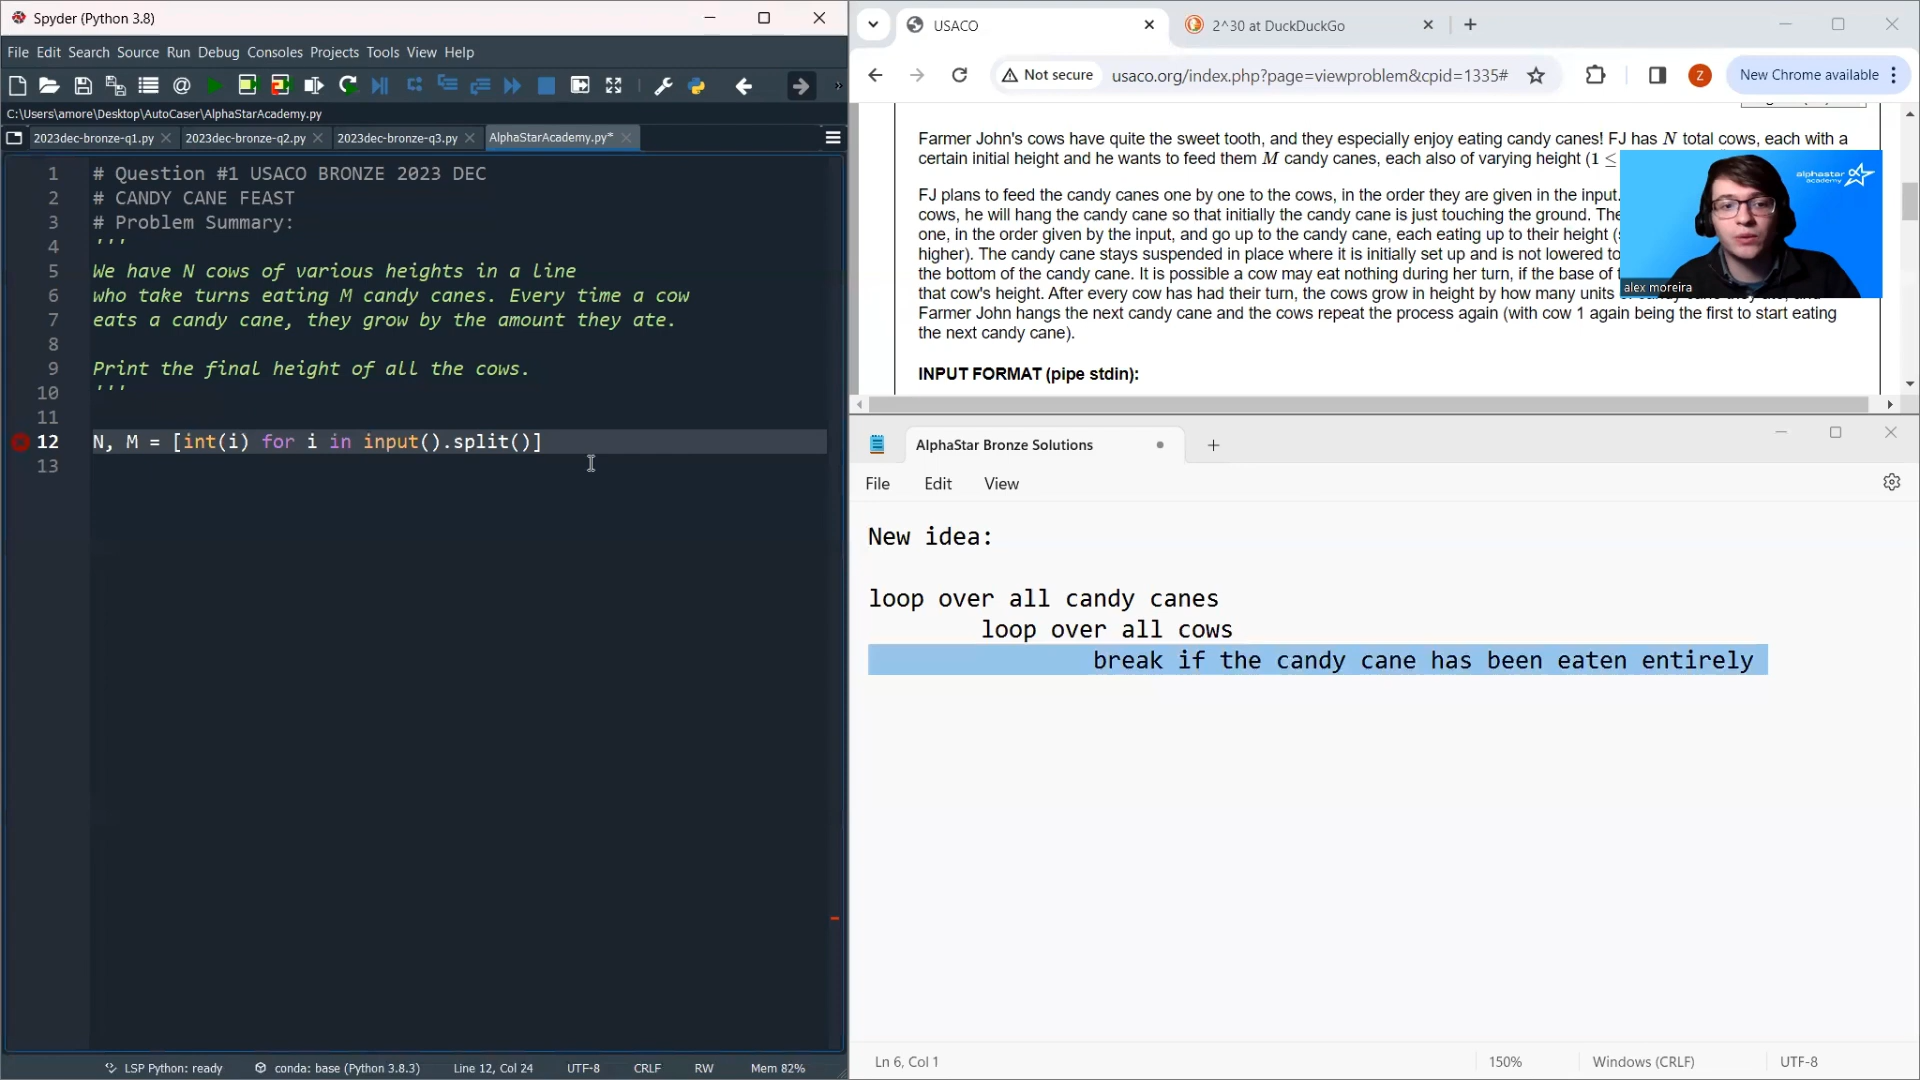 Spyder (Python 3.8)
File Edit Search Source Run Debug Consoles Projects Tools View Help
C:\Users\amore\Desktop\AutoCaser\AlphaStarAcademy.py
2023dec-bronze-q1.py 2023dec-bronze-q2.py 2023dec-bronze-q3.py AlphaStarAcademy.py*
1 # Question #1 USACO BRONZE 2023 DEC
2 # CANDY CANE FEAST
3 # Problem Summary:
4 '''
5 We have N cows of various heights in a line
6 who take turns eating M candy canes. Every time a cow
7 eats a candy cane, they grow by the amount they ate.
8
9 Print the final height of all the cows.
10 '''
11
12 N, M = [int(i) for i in input().split()]
13
LSP Python: ready conda: base (Python 3.8.3) Line 12, Col 24 UTF-8 CRLF RW Mem 82%
USACO 2^30 at DuckDuckGo
Not secure usaco.org/index.php?page=viewproblem&cpid=1335# Z New Chrome available
Farmer John's cows have quite the sweet tooth, and they especially enjoy eating candy canes! FJ has N total cows, each with a
certain initial height and he wants to feed them M candy canes, each also of varying height (1 ≤
FJ plans to feed the candy canes one by one to the cows, in the order they are given in the input.
cows, he will hang the candy cane so that initially the candy cane is just touching the ground. The
one, in the order given by the input, and go up to the candy cane, each eating up to their height (
higher). The candy cane stays suspended in place where it is initially set up and is not lowered to
the bottom of the candy cane. It is possible a cow may eat nothing during her turn, if the base of
that cow's height. After every cow has had their turn, the cows grow in height by how many units
Farmer John hangs the next candy cane and the cows repeat the process again (with cow 1 again being the first to start eating
the next candy cane).
INPUT FORMAT (pipe stdin):
alphastar
academy
alex moreira
AlphaStar Bronze Solutions
File Edit View
New idea:
loop over all candy canes
loop over all cows
break if the candy cane has been eaten entirely
Ln 6, Col 1 150% Windows (CRLF) UTF-8